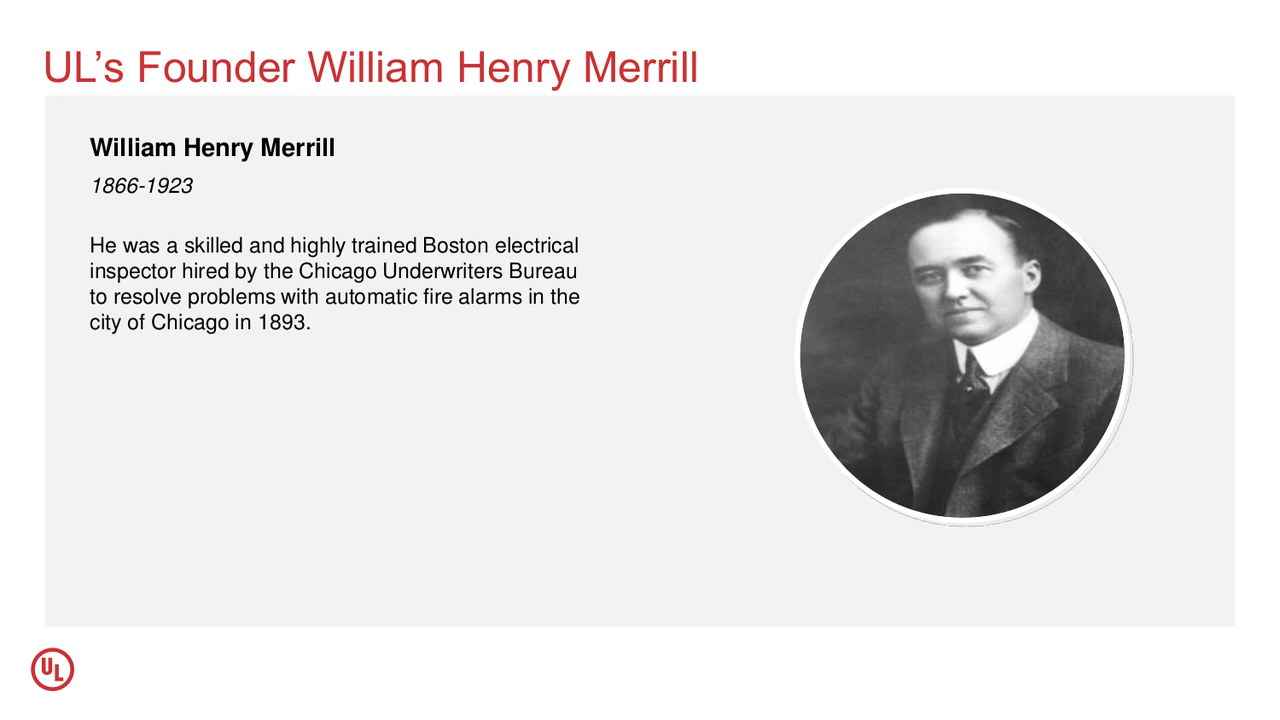 UL’s Founder William Henry Merrill
William Henry Merrill
1866-1923
He was a skilled and highly trained Boston electrical
inspector hired by the Chicago Underwriters Bureau
to resolve problems with automatic fire alarms in the
city of Chicago in 1893.
UL